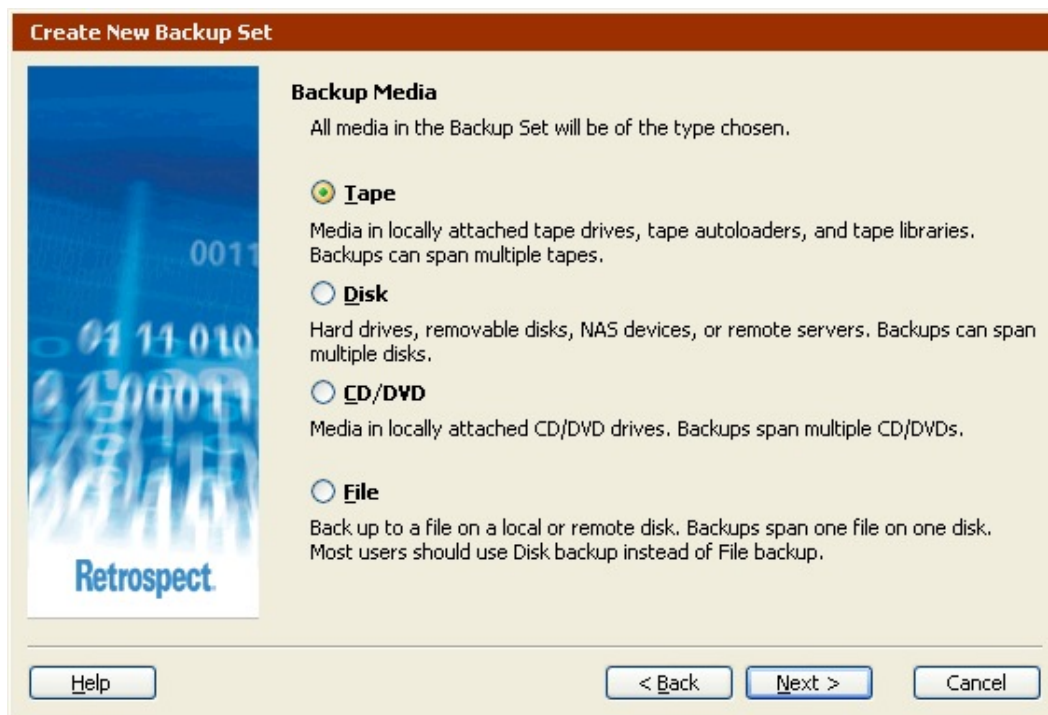 Create New Backup Set
Backup Media
All media in the Backup Set will be of the type chosen.
Tape
Media in locally attached tape drives, tape autoloaders, and tape libraries.
Backups can span multiple tapes.
Disk
Hard drives, removable disks, NAS devices, or remote servers. Backups can span
multiple disks.
CD/DVD
Media in locally attached CD/DVD drives. Backups span multiple CD/DVDs.
File
Back up to a file on a local or remote disk. Backups span one file on one disk.
Most users should use Disk backup instead of File backup.
0011
01 11 010
Retrospect.
Help
< Back
Next >
Cancel